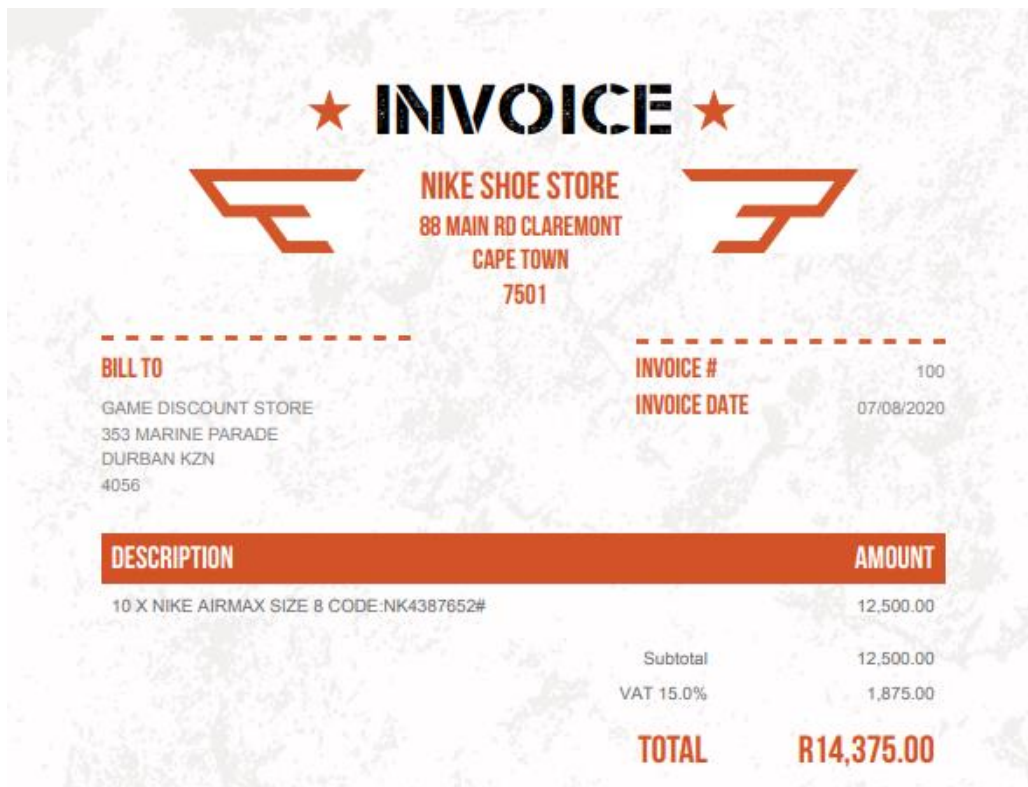 INVOICE
NIKE SHOE STORE
88 MAIN RD CLAREMONT
CAPE TOWN
7501
BILL TO
GAME DISCOUNT STORE
353 MARINE PARADE
DURBAN KZN
4056
INVOICE # 100
INVOICE DATE 07/08/2020
DESCRIPTION AMOUNT
10 X NIKE AIRMAX SIZE 8 CODE:NK4387652# 12,500.00
Subtotal 12,500.00
VAT 15.0% 1,875.00
TOTAL R14,375.00